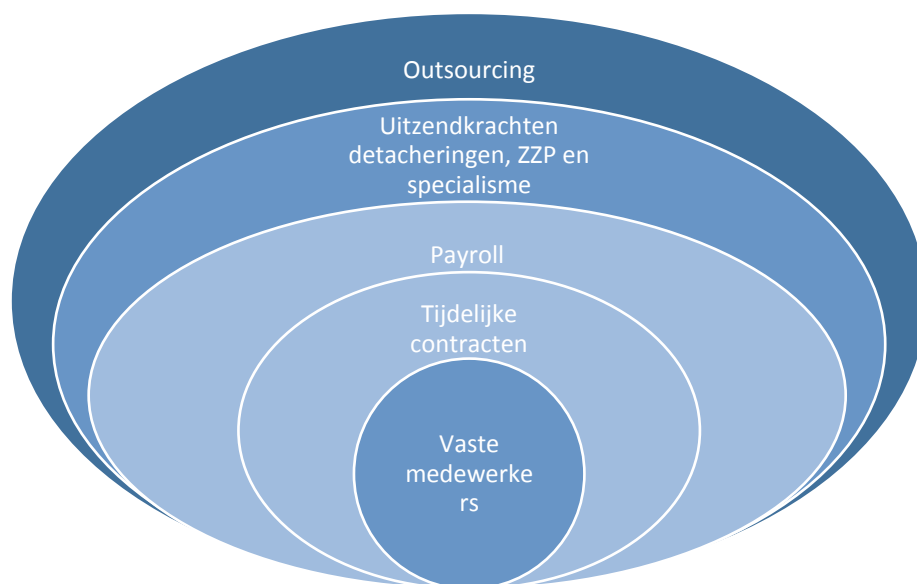 Outsourcing
Uitzendkrachten
detacheringen, ZZP en
specialisme
Payroll
Tijdelijke
contracten
Vaste
medewerke
rs